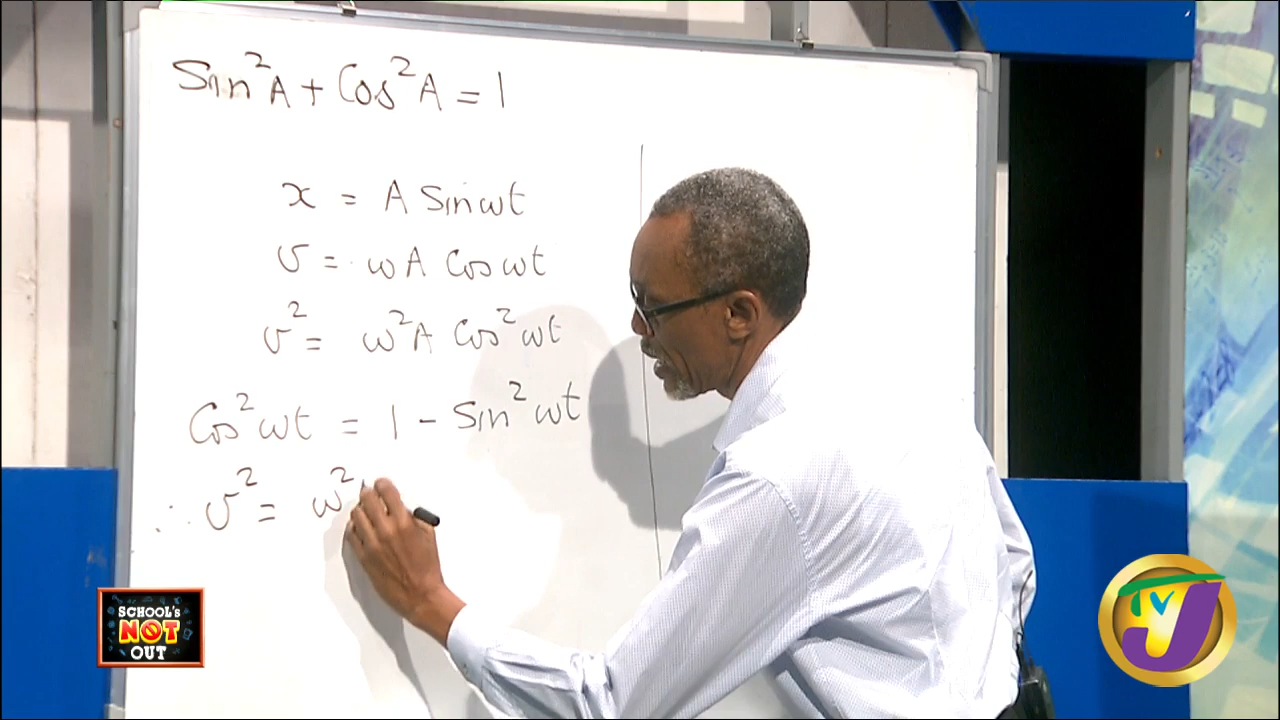 Sin²A + Cos²A = 1
x = A Sin ωt
v = ωA Cos ωt
v² = ω²A Cos² ωt
Cos² ωt = 1 - Sin² ωt
∴ v² = ω²
SCHOOL'S
NOT
OUT
TVJ